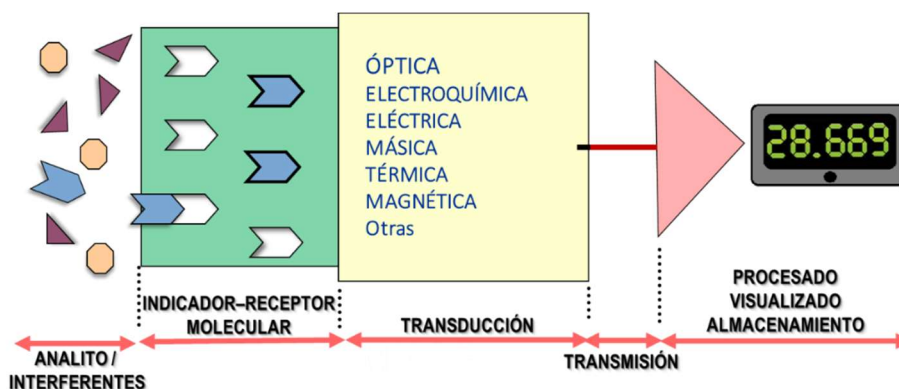 ÓPTICA
ELECTROQUÍMICA
ELÉCTRICA
MÁSICA
TÉRMICA
MAGNÉTICA
Otras
28.669
INDICADOR–RECEPTOR
MOLECULAR
TRANSDUCCIÓN
PROCESADO
VISUALIZADO
ALMACENAMIENTO
ANALITO /
INTERFERENTES
TRANSMISIÓN